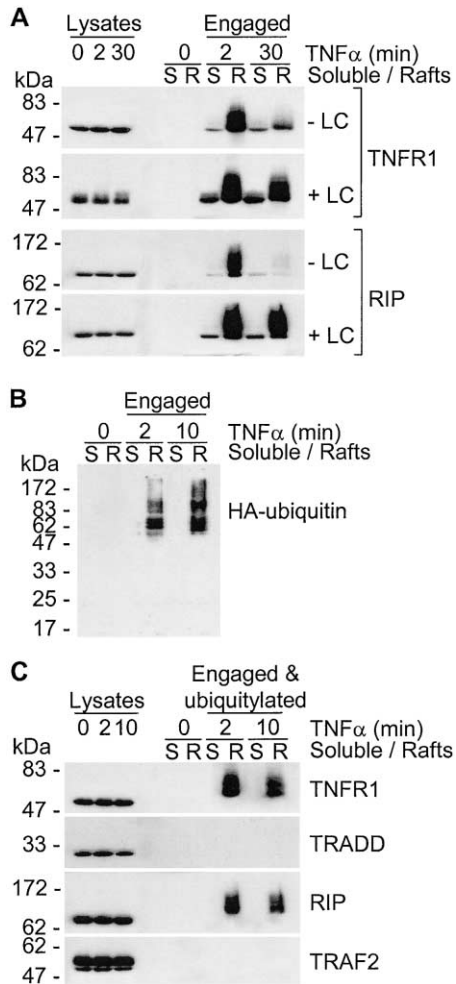 A
Lysates Engaged
0 2 30 0 2 30 TNFα (min)
S R S R S R Soluble / Rafts
kDa
83 -
47 -
- LC
83 -
47 -
+ LC
TNFR1
172 -
62 -
- LC
172 -
62 -
+ LC
RIP
B
Engaged
0 2 10 TNFα (min)
S R S R S R Soluble / Rafts
kDa
172 -
83 -
62 -
47 -
33 -
25 -
17 -
HA-ubiquitin
C
Engaged &
Lysates ubiquitylated
0 2 10 0 2 10 TNFα (min)
S R S R S R Soluble / Rafts
kDa
83 -
47 -
TNFR1
33 -
TRADD
172 -
62 -
RIP
62 -
47 -
TRAF2